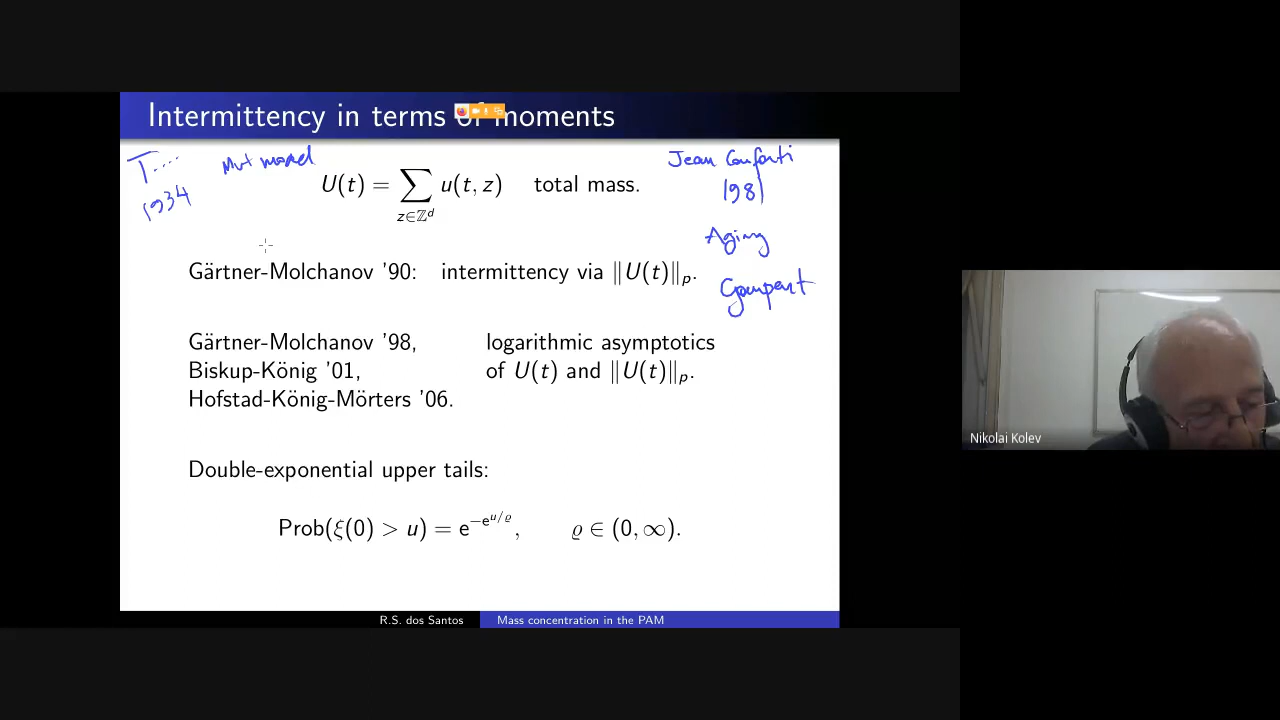 Intermittency in terms of moments
T....
1934
Mut model
U(t) = ∑_{z∈ℤ^d} u(t, z) total mass.
1981
Aging
Gärtner-Molchanov '90: intermittency via ‖U(t)‖_p.
Gärtner-Molchanov '98, logarithmic asymptotics
Biskup-König '01, of U(t) and ‖U(t)‖_p.
Hofstad-König-Mörters '06.
Double-exponential upper tails:
Prob(ξ(0) > u) = e^{−e^{u/ϱ}}, ϱ ∈ (0, ∞).
R.S. dos Santos Mass concentration in the PAM
Nikolai Kolev